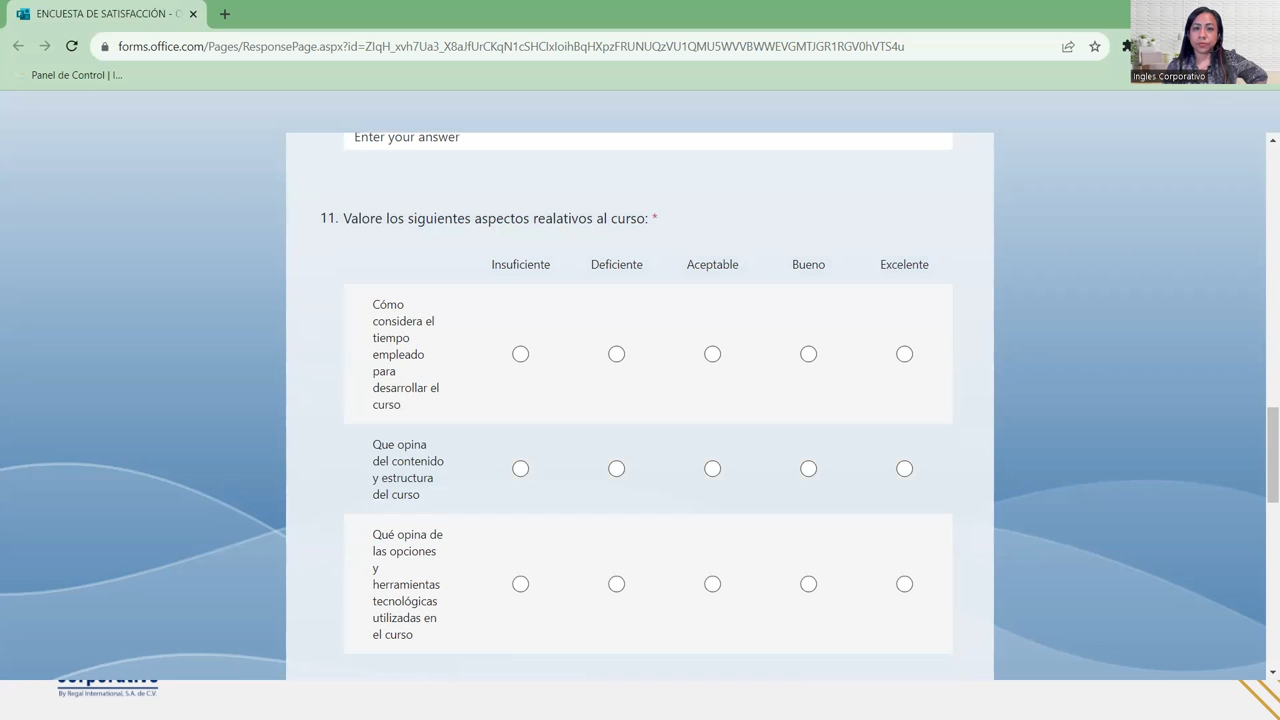 ENCUESTA DE SATISFACCIÓN - C
forms.office.com/Pages/ResponsePage.aspx?id=ZIqH_xvh7Ua3_X8aJfUrCKqN1cSHClxIoihBqHXpzFRUNUQzVU1QMU5WVVBWWEVGMTJGR1RGV0hVTS4u
Panel de Control | I...
Ingles Corporativo
Enter your answer
11. Valore los siguientes aspectos realativos al curso: *
Insuficiente Deficiente Aceptable Bueno Excelente
Cómo
considera el
tiempo
empleado
para
desarrollar el
curso
Que opina
del contenido
y estructura
del curso
Qué opina de
las opciones
y
herramientas
tecnológicas
utilizadas en
el curso
corporativo
By Regal International, S.A. de C.V.